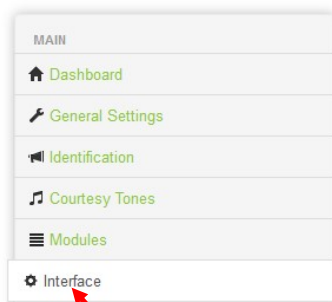 MAIN
Dashboard
General Settings
Identification
Courtesy Tones
Modules
Interface